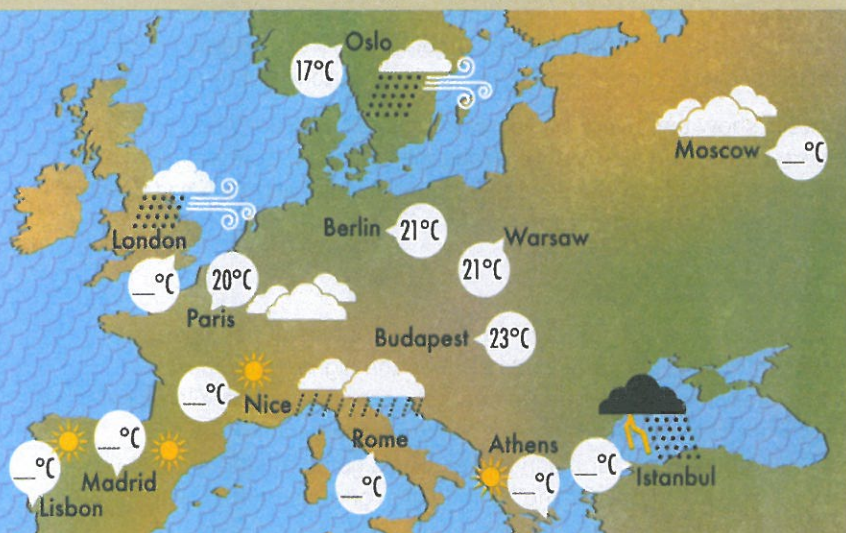 Oslo
17°C
Moscow
__°C
London
__°C
Berlin
21°C
Warsaw
21°C
20°C
Paris
Budapest
23°C
__°C
Nice
Rome
__°C
__°C
Madrid
__°C
Lisbon
Athens
__°C
__°C
Istanbul